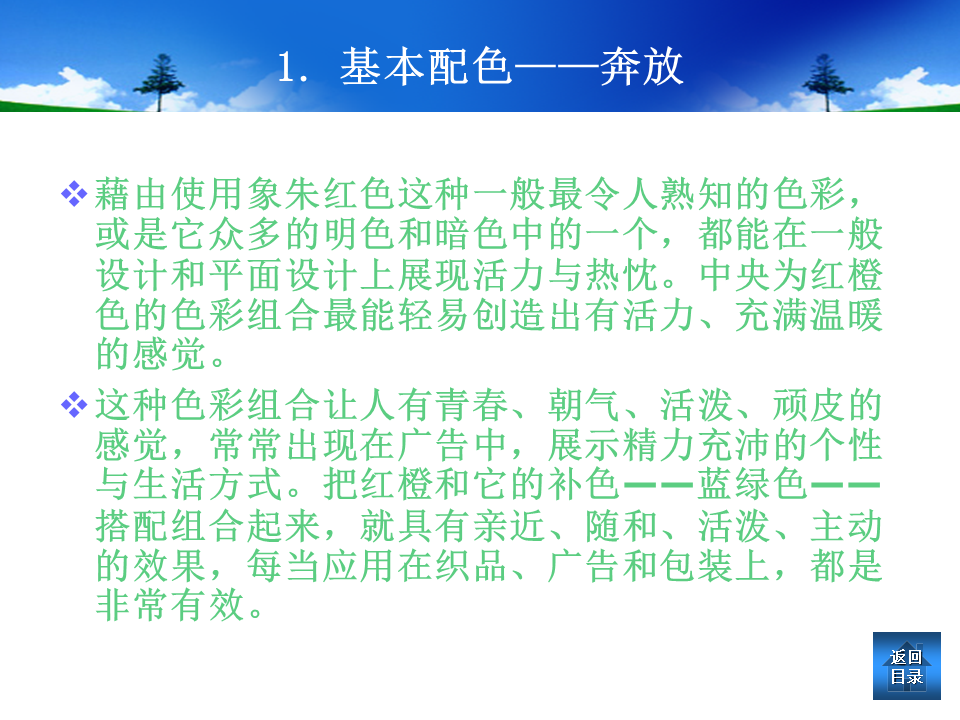 1. 基本配色——奔放
藉由使用象朱红色这种一般最令人熟知的色彩，
或是它众多的明色和暗色中的一个，都能在一般
设计和平面设计上展现活力与热忱。中央为红橙
色的色彩组合最能轻易创造出有活力、充满温暖
的感觉。
这种色彩组合让人有青春、朝气、活泼、顽皮的
感觉，常常出现在广告中，展示精力充沛的个性
与生活方式。把红橙和它的补色——蓝绿色——
搭配组合起来，就具有亲近、随和、活泼、主动
的效果，每当应用在织品、广告和包装上，都是
非常有效。
返回
目录